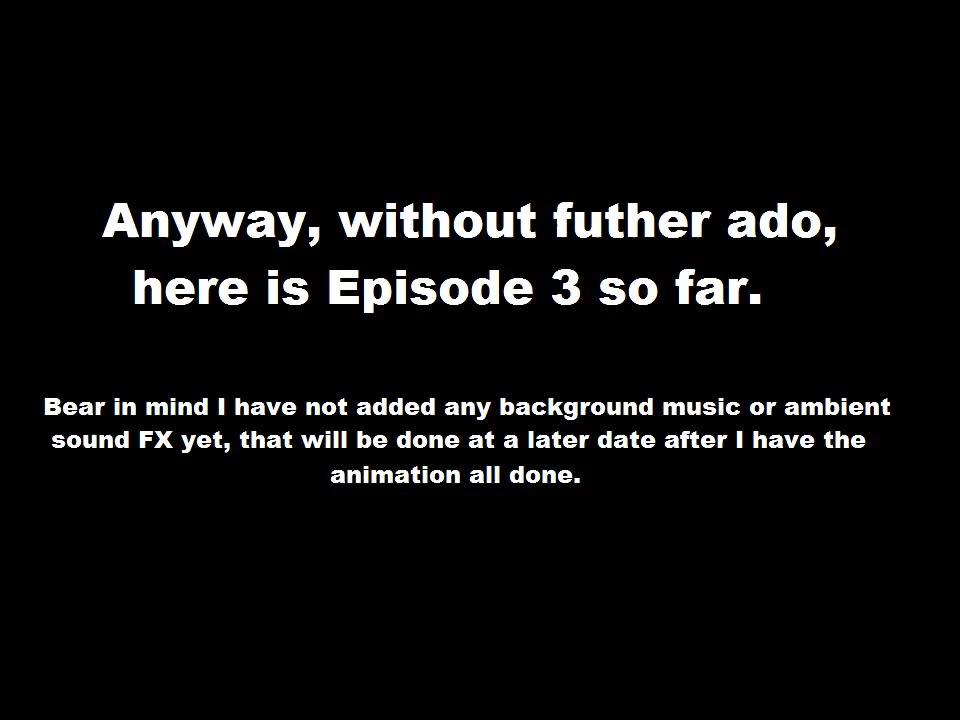 Anyway, without futher ado,
here is Episode 3 so far.
Bear in mind I have not added any background music or ambient
sound FX yet, that will be done at a later date after I have the
animation all done.